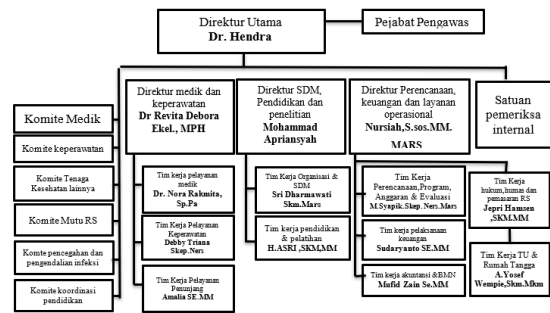 Direktur Utama
Dr. Hendra
Pejabat Pengawas
Direktur medik dan
keperawatan
Dr Revita Debora
Ekel., MPH
Direktur SDM,
Pendidikan dan
penelitian
Mohammad
Apriansyah
Direktur Perencanaan,
keuangan dan layanan
operasional
Nursiah,S.sos.MM.
MARS
Satuan
pemeriksa
internal
Komite Medik
Komite keperawatan
Komite Tenaga
Kesehatan lainnya
Komite Mutu RS
Komte pencegahan dan
pengendalian infeksi
Komite koordinasi
pendidikan
Tim kerja pelayanan
medik
Dr. Nora Rakmita,
Sp.Pa
Tim Kerja Pelayanan
Keperawatan
Debby Triana
Skep.Ners
Tim Kerja Pelayanan
Penunjang
Amalia SE.MM
Tim Kerja Organisasi &
SDM
Sri Dharmawati
Skm.Mars
Tim kerja pendidikan
& pelatihan
H.ASRI ,SKM,MM
Tim Kerja
Perencanaan,Program,
Anggaran & Evaluasi
M.Syapik.Skep.Ners.Mars
Tim kerja pelaksanaan
keuangan
Sudaryanto SE.MM
Tim kerja akuntansi &BMN
Mufid Zain Se.MM
Tim Kerja
hukum,humas dan
pemasaran RS
Jepri Hamsen
,SKM,MM
Tim Kerja TU &
Rumah Tangga
A.Yosef
Wempie,Skm.Mkm